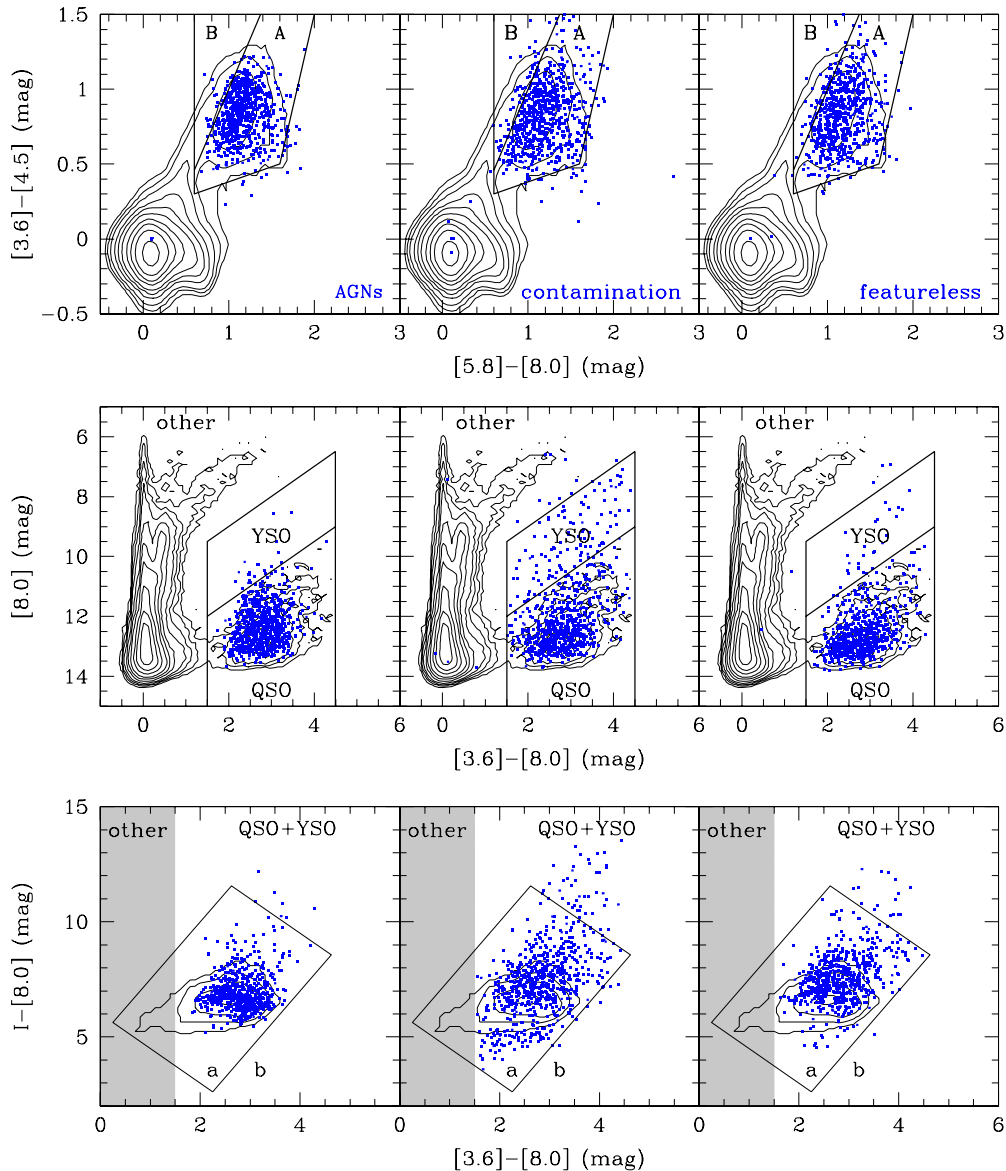 1.5
1
0.5
0
−0.5
[3.6]−[4.5] (mag)
B A
B A
B A
AGNs
contamination
featureless
0 1 2 3
0 1 2 3
0 1 2 3
[5.8]−[8.0] (mag)
6
8
10
12
14
[8.0] (mag)
other
other
other
YSO
YSO
YSO
QSO
QSO
QSO
0 2 4 6
0 2 4 6
0 2 4 6
[3.6]−[8.0] (mag)
15
10
5
I−[8.0] (mag)
other QSO+YSO
other QSO+YSO
other QSO+YSO
a b
a b
a b
0 2 4 6
0 2 4 6
0 2 4 6
[3.6]−[8.0] (mag)